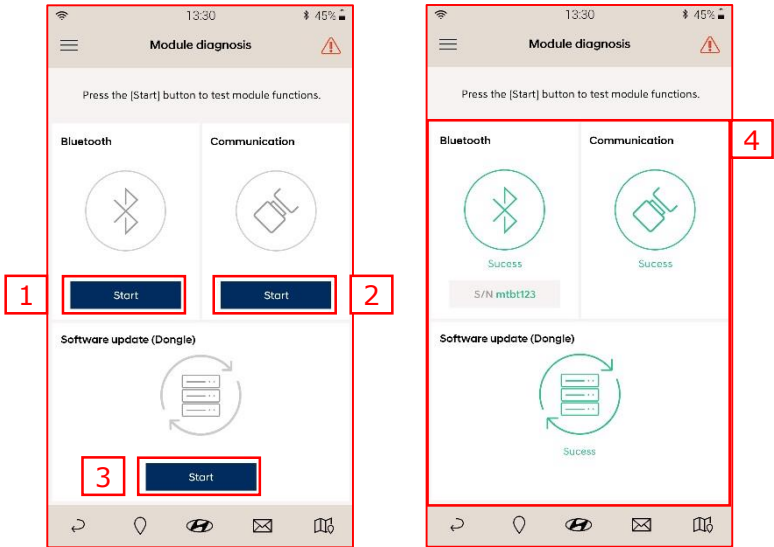 13:30
45%
Module diagnosis
Press the [Start] button to test module functions.
Bluetooth
Communication
Start
Start
1
2
Software update (Dongle)
Start
3
13:30
45%
Module diagnosis
Press the [Start] button to test module functions.
Bluetooth
Communication
4
Sucess
Sucess
S/N mtbt123
Software update (Dongle)
Sucess